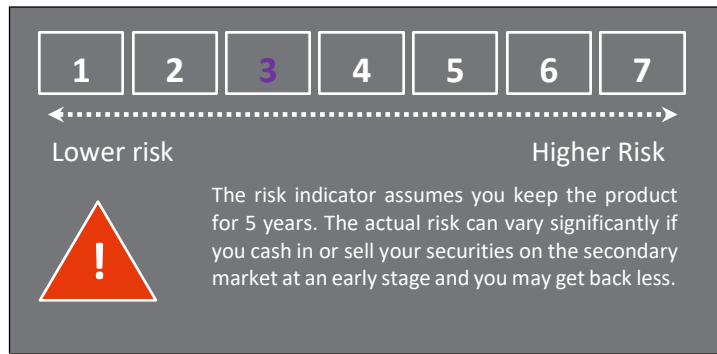 1 2 3 4 5 6 7
Lower risk Higher Risk
The risk indicator assumes you keep the product
for 5 years. The actual risk can vary significantly if
you cash in or sell your securities on the secondary
market at an early stage and you may get back less.
!